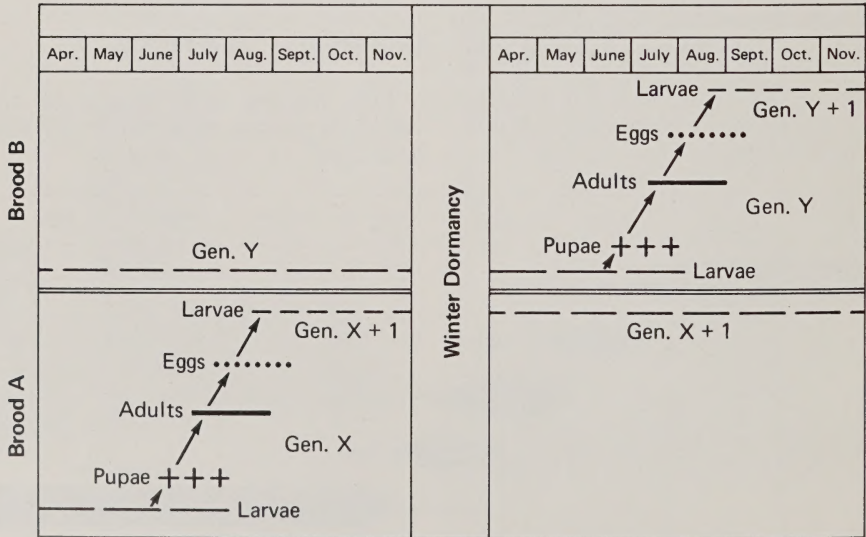 Apr. May June July Aug. Sept. Oct. Nov.
Apr. May June July Aug. Sept. Oct. Nov.
Brood B
Gen. Y
Brood A
Larvae
Gen. X + 1
Eggs
Adults
Gen. X
Pupae
Larvae
Winter Dormancy
Larvae
Gen. Y + 1
Eggs
Adults
Gen. Y
Pupae
Larvae
Gen. X + 1